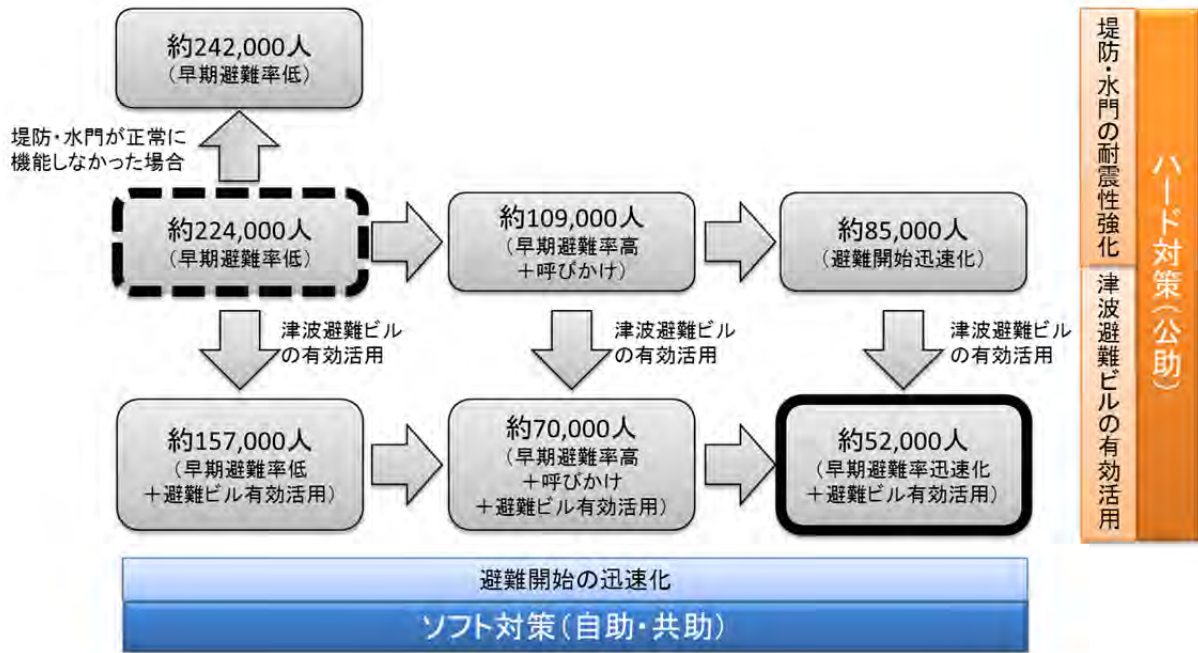 約242,000人
（早期避難率低）
堤防・水門が正常に
機能しなかった場合
約224,000人
（早期避難率低）
約109,000人
（早期避難率高
＋呼びかけ）
約85,000人
（避難開始迅速化）
津波避難ビル
の有効活用
津波避難ビル
の有効活用
津波避難ビル
の有効活用
約157,000人
（早期避難率低
＋避難ビル有効活用）
約70,000人
（早期避難率高
＋呼びかけ
＋避難ビル有効活用）
約52,000人
（早期避難率迅速化
＋避難ビル有効活用）
避難開始の迅速化
ソフト対策（自助・共助）
堤防・水門の耐震性強化
津波避難ビルの有効活用
ハード対策（公助）